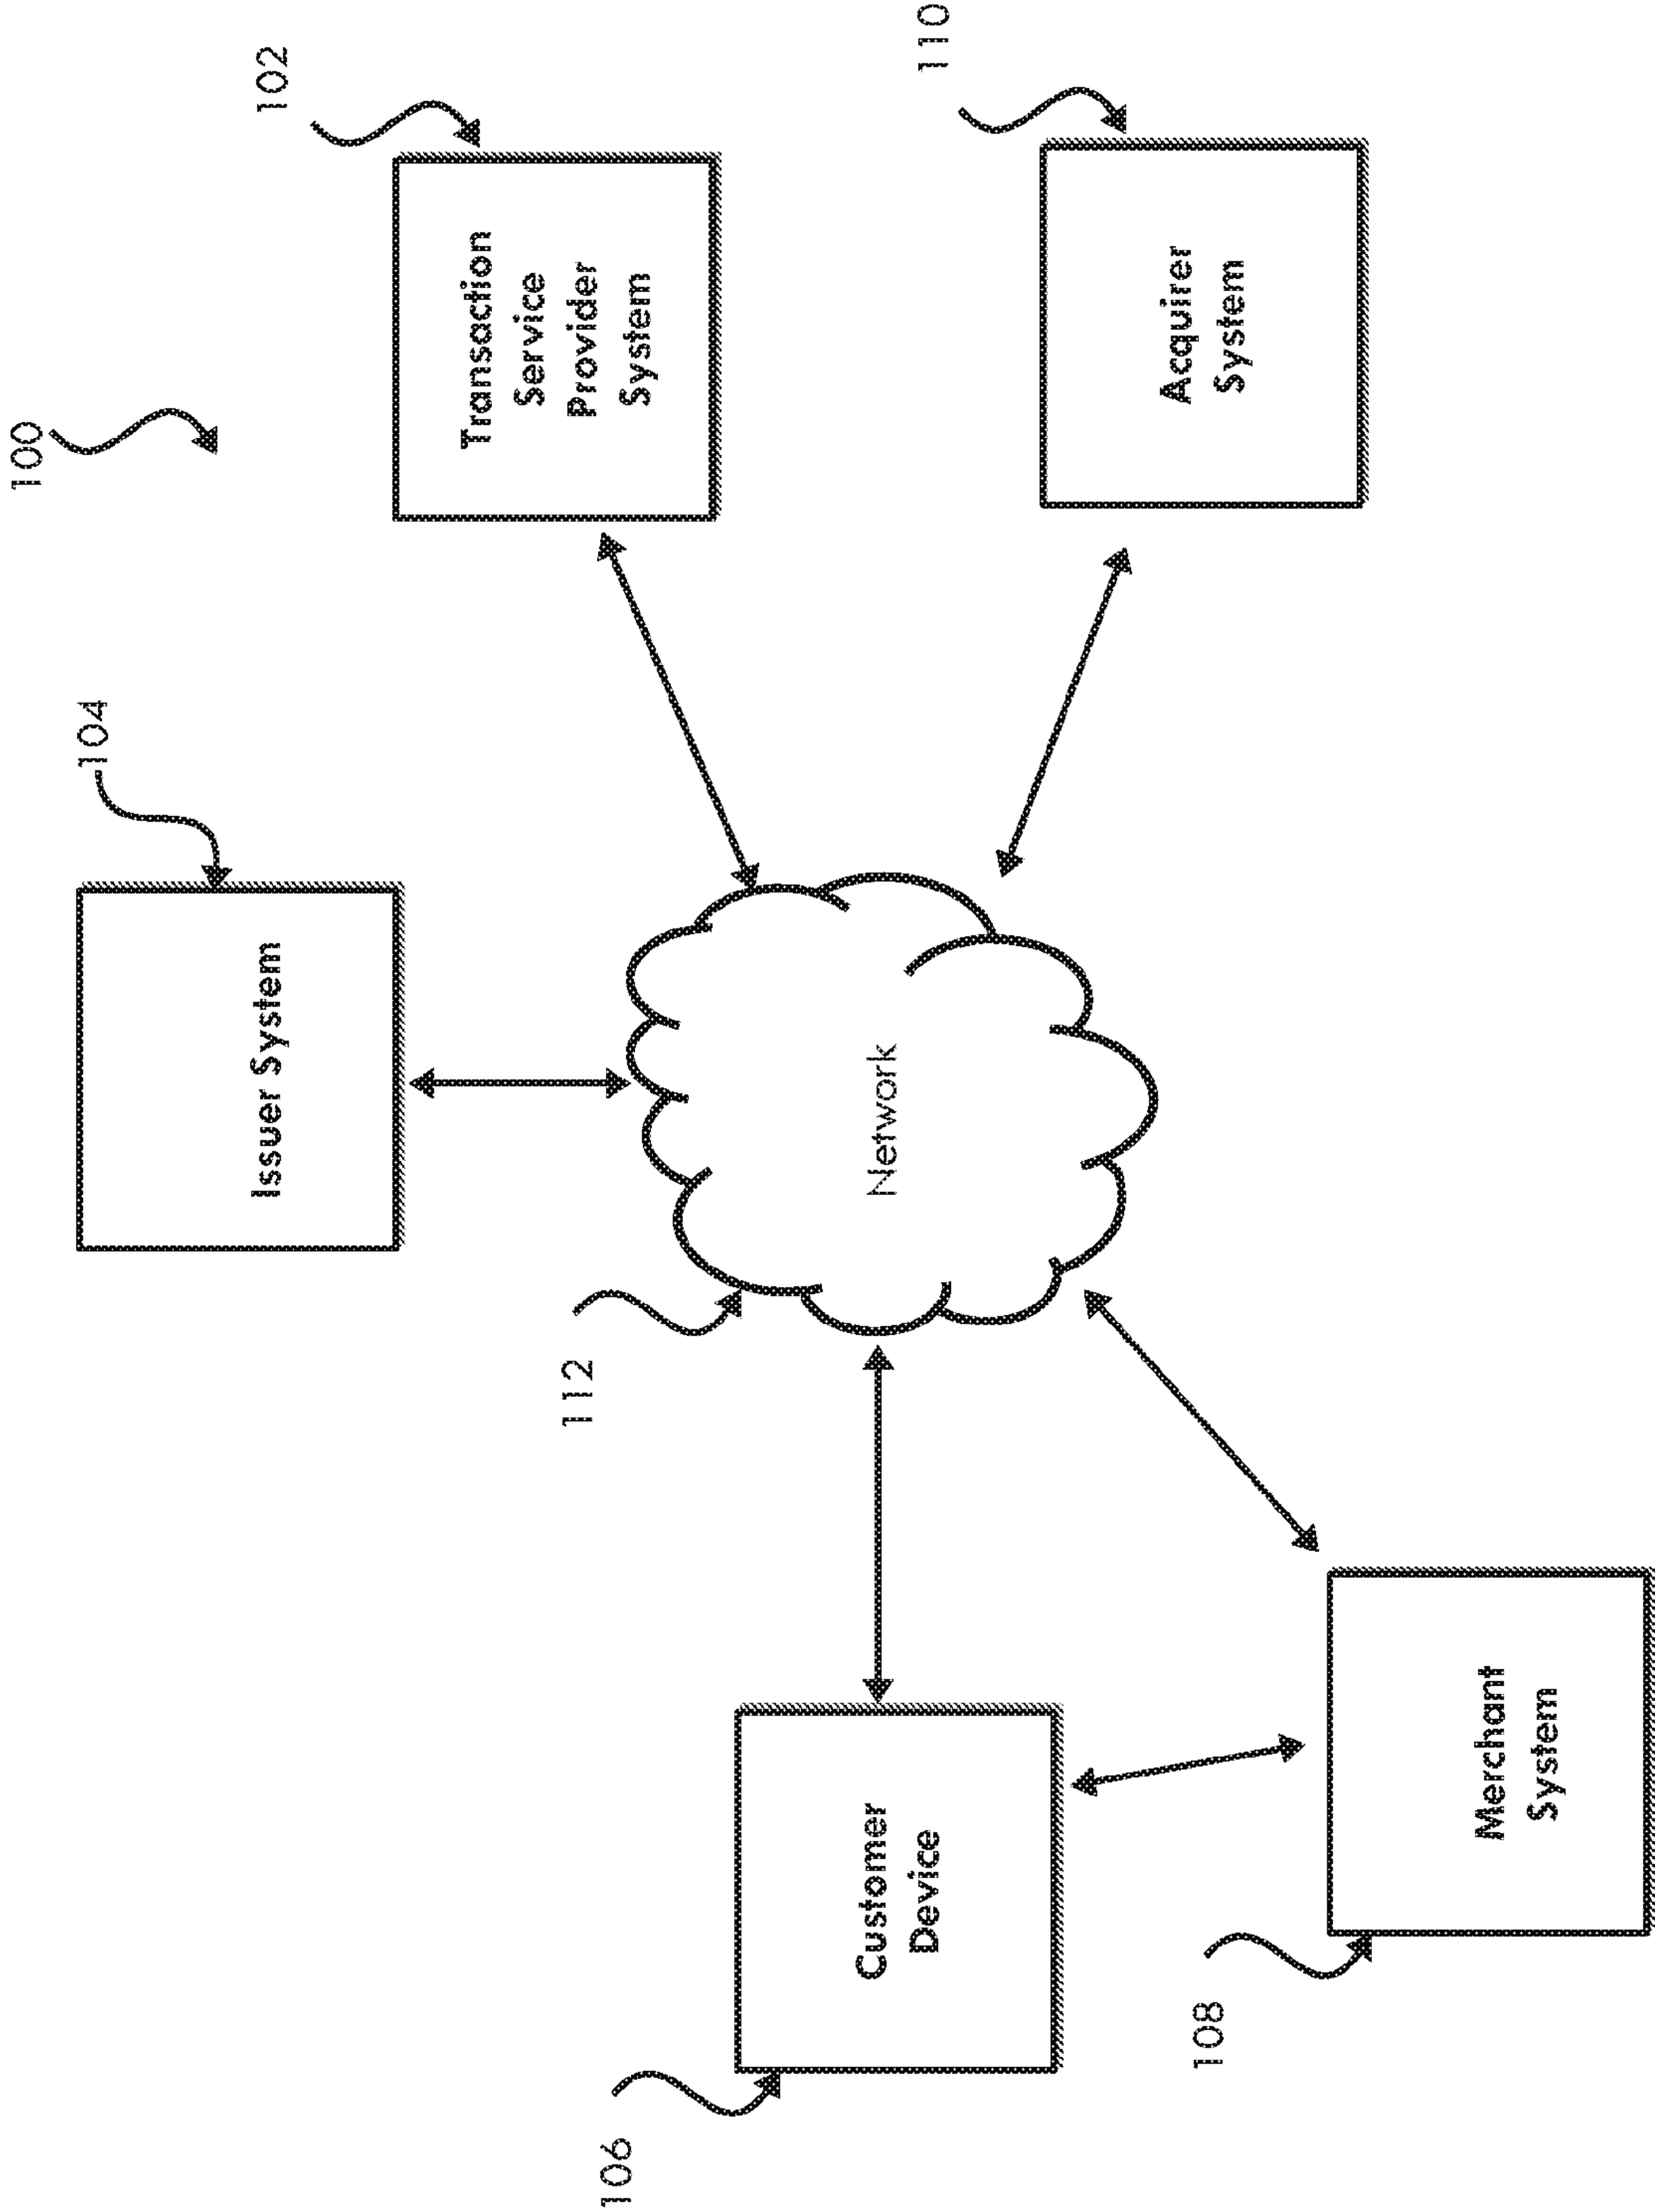 100
104
Issuer System
102
Transaction
Service
Provider
System
112
Network
106
Customer
Device
110
Acquirer
System
108
Merchant
System